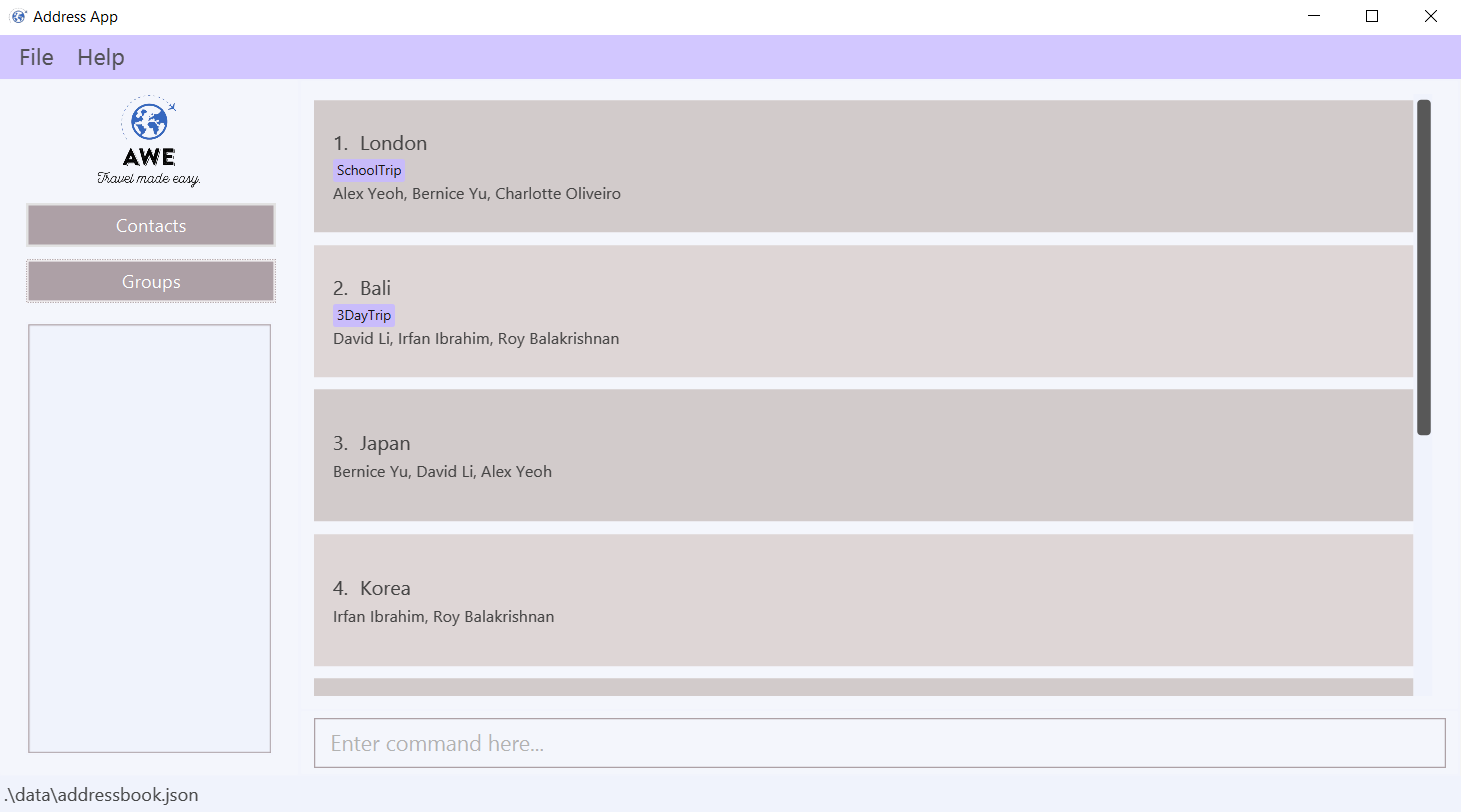 Address App
File Help
AWE
Travel made easy.
Contacts
Groups
1. London
SchoolTrip
Alex Yeoh, Bernice Yu, Charlotte Oliveiro
2. Bali
3DayTrip
David Li, Irfan Ibrahim, Roy Balakrishnan
3. Japan
Bernice Yu, David Li, Alex Yeoh
4. Korea
Irfan Ibrahim, Roy Balakrishnan
Enter command here...
.\data\addressbook.json